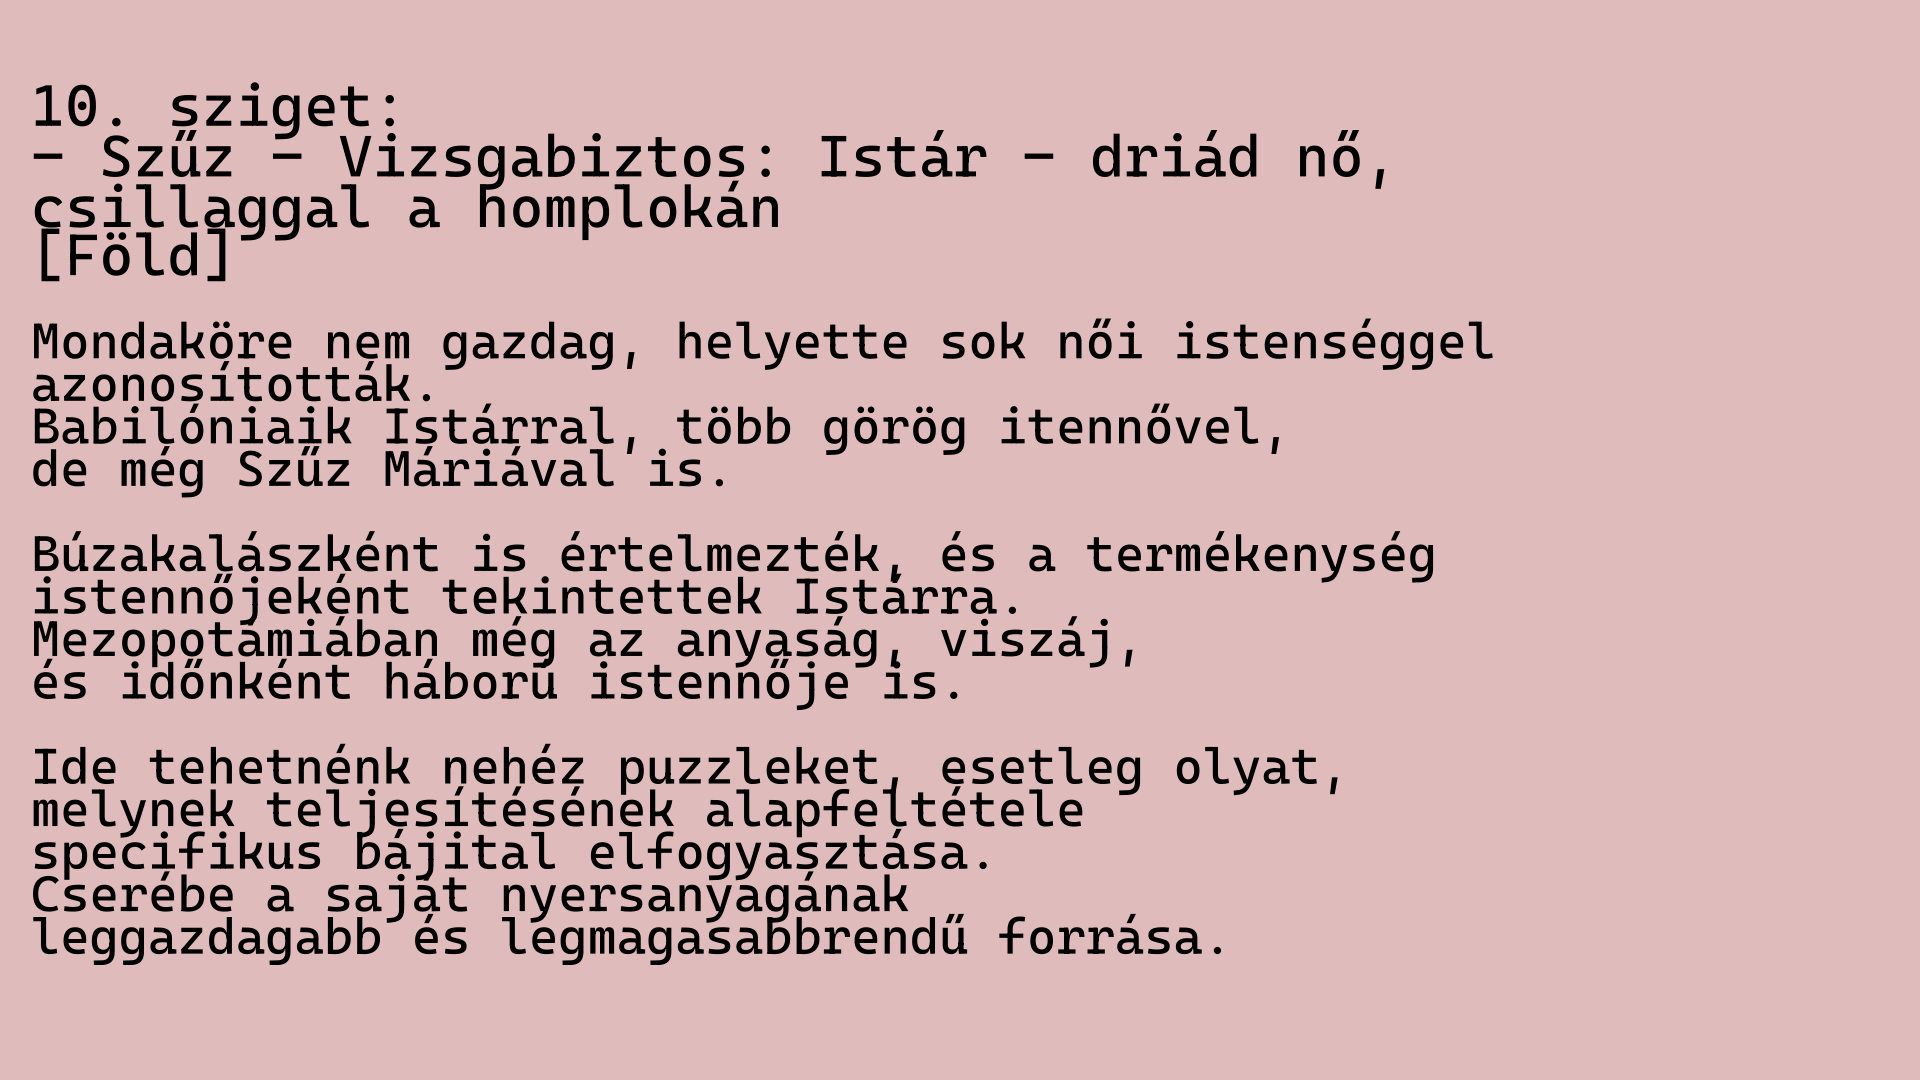 10. sziget:
– Szűz – Vizsgabiztos: Istár – driád nő,
csillaggal a homplokán
[Föld]
Mondaköre nem gazdag, helyette sok női istenséggel
azonosították.
Babilóniaik Istárral, több görög itennővel,
de még Szűz Máriával is.
Búzakalászként is értelmezték, és a termékenység
istennőjeként tekintettek Istárra.
Mezopotámiában még az anyaság, viszáj,
és időnként háború istennője is.
Ide tehetnénk nehéz puzzleket, esetleg olyat,
melynek teljesítésének alapfeltétele
specifikus bájital elfogyasztása.
Cserébe a saját nyersanyagának
leggazdagabb és legmagasabbrendű forrása.